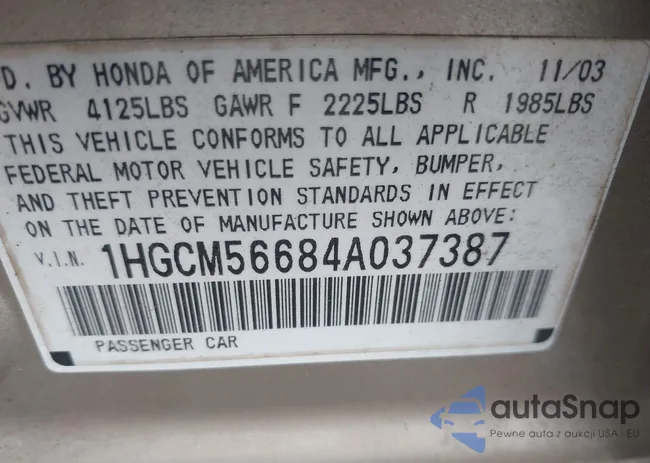 D. BY HONDA OF AMERICA MFG., INC. 11/03
GVWR 4125LBS GAWR F 2225LBS R 1985LBS
THIS VEHICLE CONFORMS TO ALL APPLICABLE
FEDERAL MOTOR VEHICLE SAFETY, BUMPER,
AND THEFT PREVENTION STANDARDS IN EFFECT
ON THE DATE OF MANUFACTURE SHOWN ABOVE:
V.I.N. 1HGCM56684A037387
PASSENGER CAR
autoSnap
Pewne auta z aukcji USA i EU